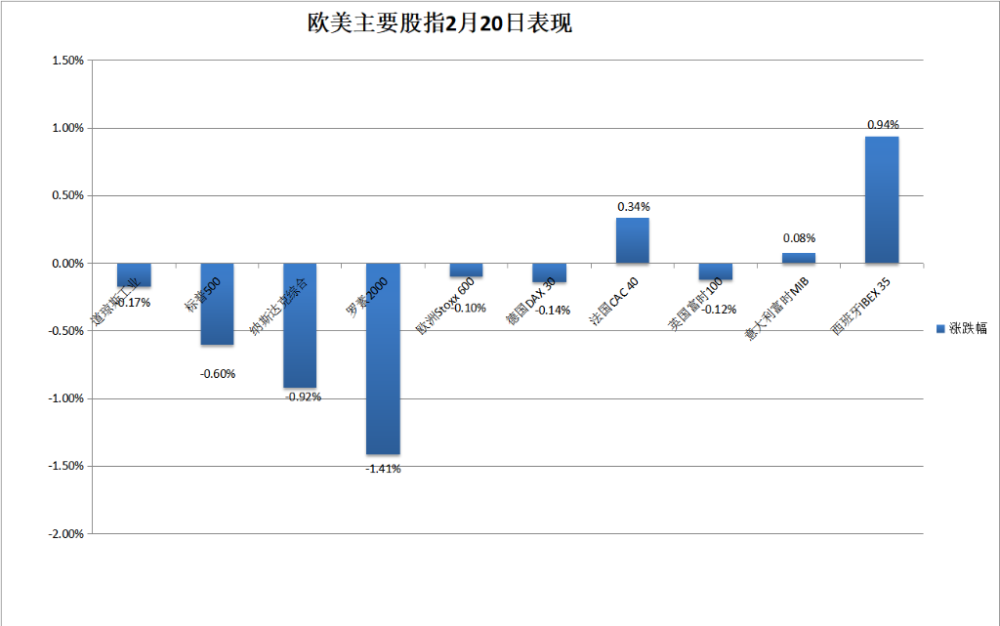 欧美主要股指2月20日表现
1.50%
1.00%
0.50%
0.00%
-0.50%
-1.00%
-1.50%
-2.00%
-0.17%
-0.60%
-0.92%
-1.41%
-0.10%
-0.14%
0.34%
-0.12%
0.08%
0.94%
道琼斯工业
标普500
纳斯达克综合
罗素2000
欧洲Stoxx 600
德国DAX 30
法国CAC 40
英国富时100
意大利富时MIB
西班牙IBEX 35
涨跌幅